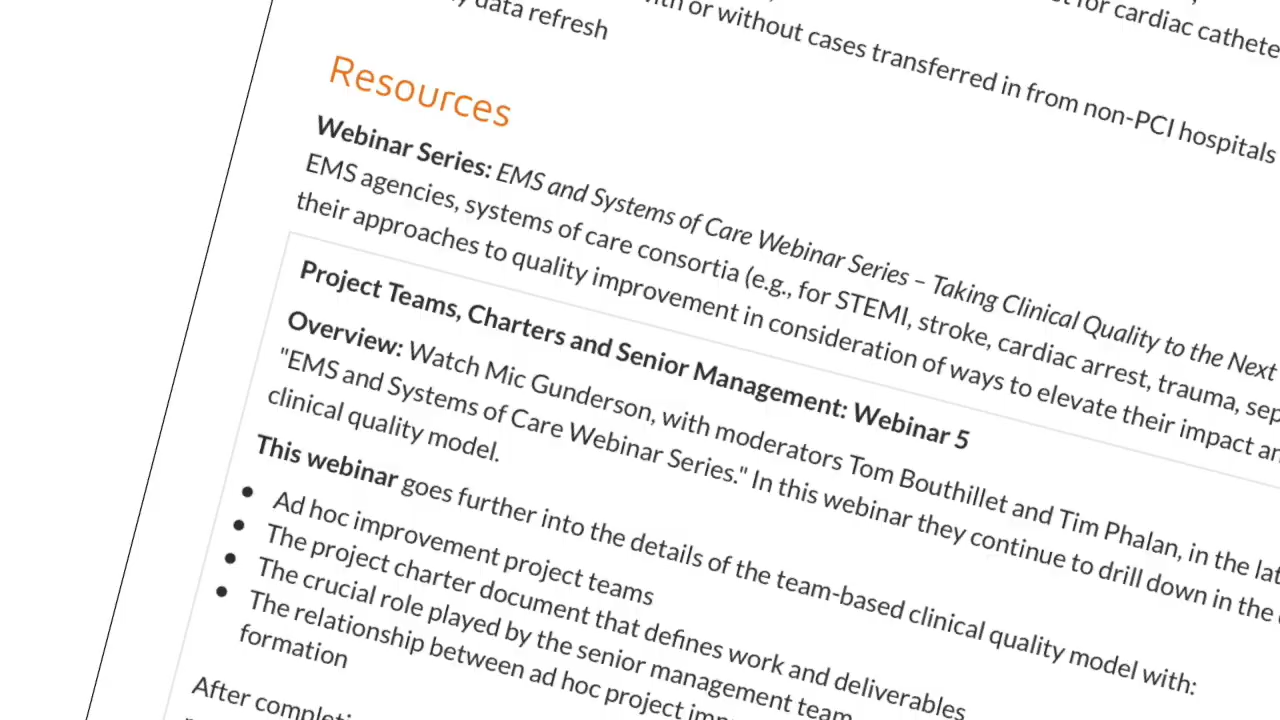 data refresh
with or without cases transferred in from non-PCI hospitals
for cardiac
Resources
Webinar Series: EMS and Systems of Care Webinar Series – Taking Clinical Quality to the Next
EMS agencies, systems of care consortia (e.g., for STEMI, stroke, cardiac arrest, trauma,
their approaches to quality improvement in consideration of ways to elevate their impact
Project Teams, Charters and Senior Management: Webinar 5
Overview: Watch Mic Gunderson, with moderators Tom Bouthillet and Tim Phalan, in the
"EMS and Systems of Care Webinar Series." In this webinar they continue to drill down in the
clinical quality model.
This webinar goes further into the details of the team-based clinical quality model with:
• Ad hoc improvement project teams
• The project charter document that defines work and deliverables
• The crucial role played by the senior management team
• The relationship between ad hoc project
formation
After